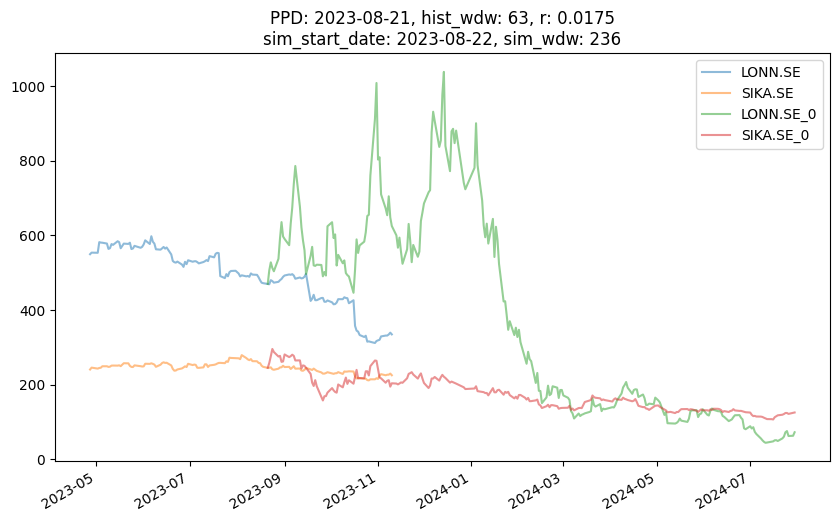 PPD: 2023-08-21, hist_wdw: 63, r: 0.0175
sim_start_date: 2023-08-22, sim_wdw: 236
LONN.SE
SIKA.SE
LONN.SE_0
SIKA.SE_0
1000
800
600
400
200
0
2023-05
2023-07
2023-09
2023-11
2024-01
2024-03
2024-05
2024-07